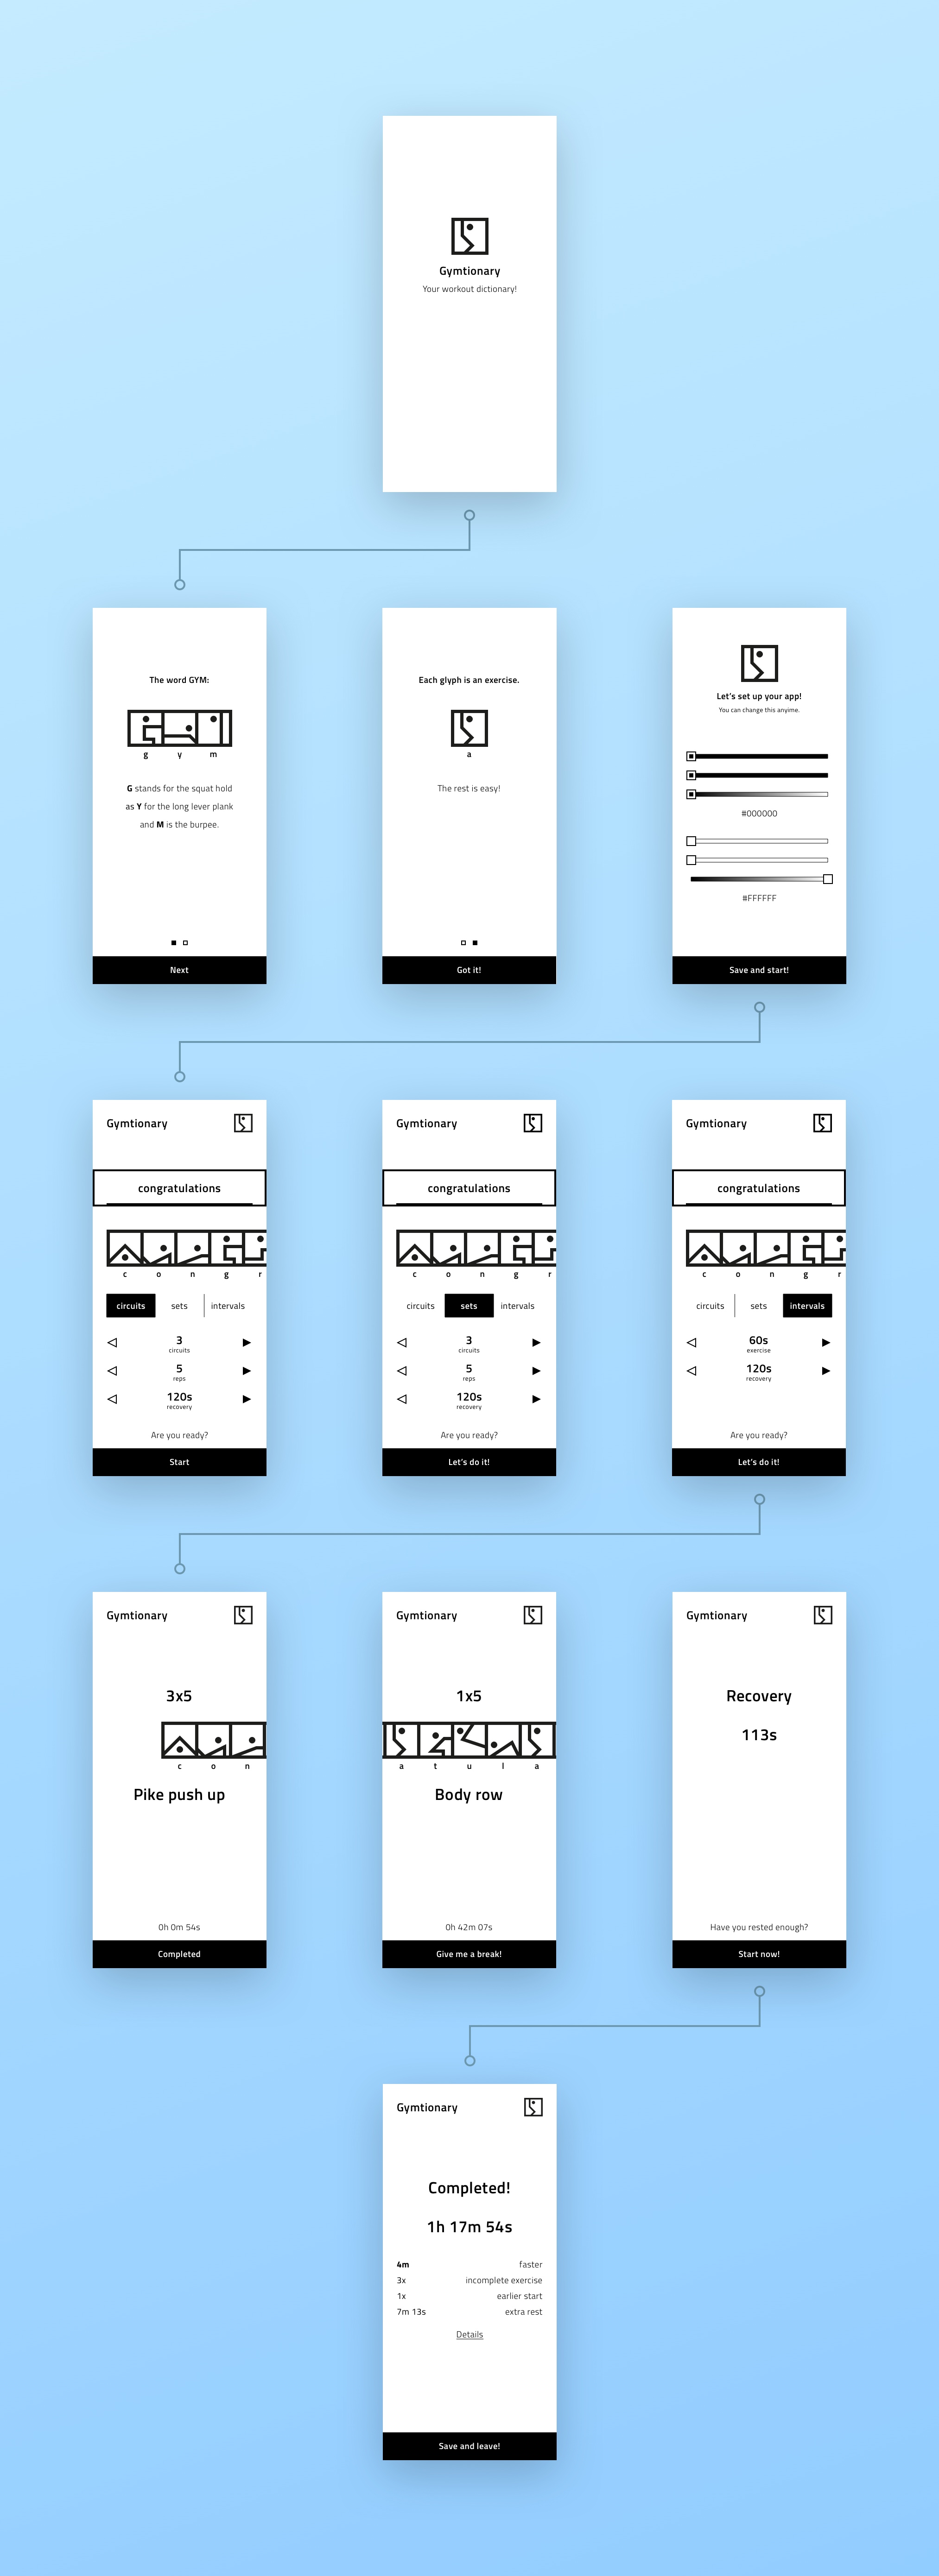 Gymtionary
Your workout dictionary!
The word GYM:
g y m
G stands for the squat hold
as Y for the long lever plank
and M is the burpee.
Next
Each glyph is an exercise.
a
The rest is easy!
Got it!
Let's set up your app!
You can change this anyime.
#000000
#FFFFFF
Save and start!
Gymtionary
congratulations
c o n g r
circuits sets intervals
3
circuits
5
reps
120s
recovery
Are you ready?
Start
Gymtionary
congratulations
c o n g r
circuits sets intervals
3
circuits
5
reps
120s
recovery
Are you ready?
Let's do it!
Gymtionary
congratulations
c o n g r
circuits sets intervals
60s
exercise
120s
recovery
Are you ready?
Let's do it!
Gymtionary
3x5
c o n
Pike push up
0h 0m 54s
Completed
Gymtionary
1x5
a t u l a
Body row
0h 42m 07s
Give me a break!
Gymtionary
Recovery
113s
Have you rested enough?
Start now!
Gymtionary
Completed!
1h 17m 54s
4m faster
3x incomplete exercise
1x earlier start
7m 13s extra rest
Details
Save and leave!